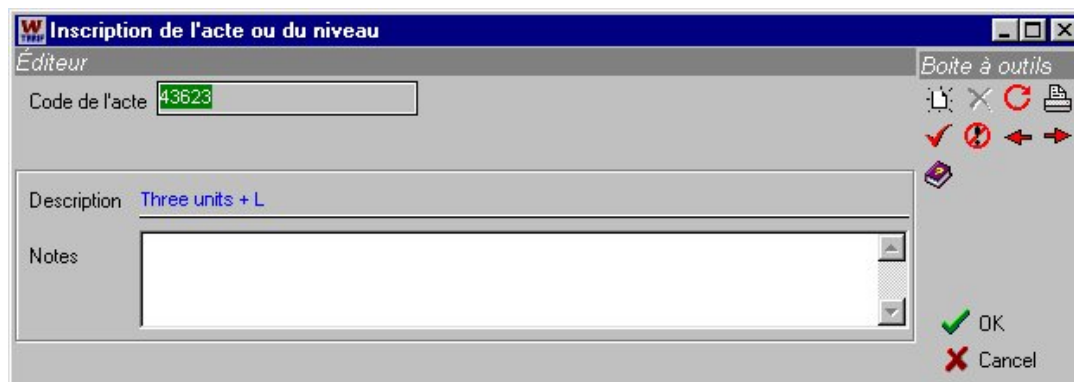 Inscription de l'acte ou du niveau
Éditeur
Boite à outils
Code de l'acte 43623
Description Three units + L
Notes
OK
Cancel